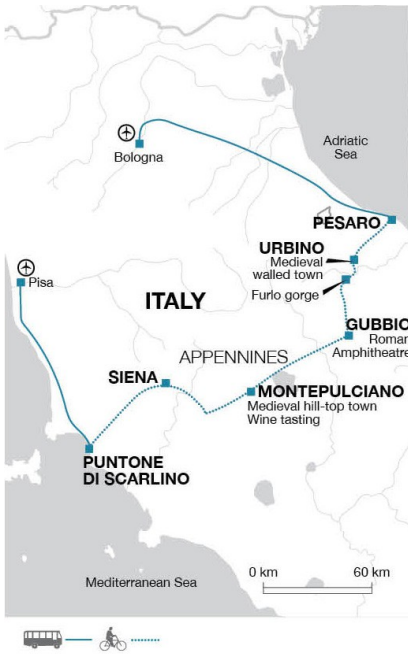 Adriatic
Sea
Bologna
PESARO
URBINO
Medieval
walled town
Furlo gorge
Pisa
ITALY
GUBBIO
Roman
Amphitheatre
APPENNINES
SIENA
MONTEPULCIANO
Medieval hill-top town
Wine tasting
PUNTONE
DI SCARLINO
0 km 60 km
Mediterranean Sea